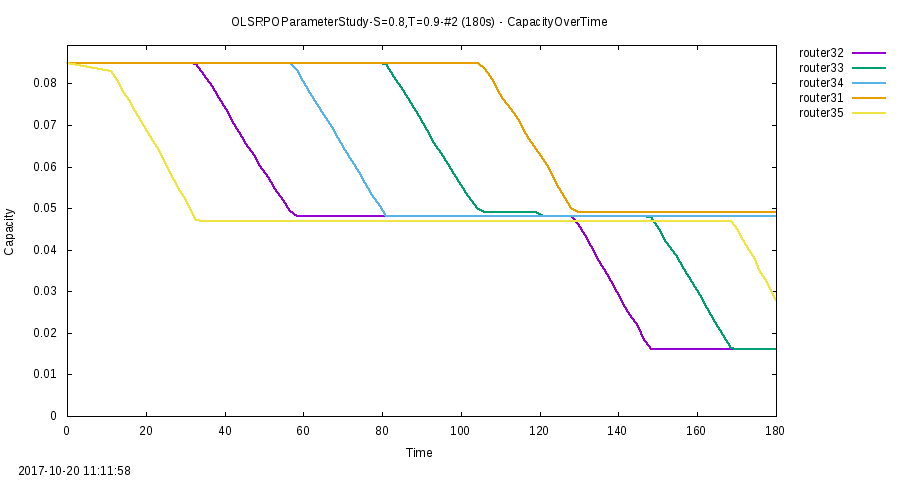 OLSRPOParameterStudy-S=0.8,T=0.9-#2 (180s) - CapacityOverTime
router32
router33
router34
router31
router35
0.08
0.07
0.06
0.05
0.04
0.03
0.02
0.01
0
Capacity
0 20 40 60 80 100 120 140 160 180
Time
2017-10-20 11:11:58